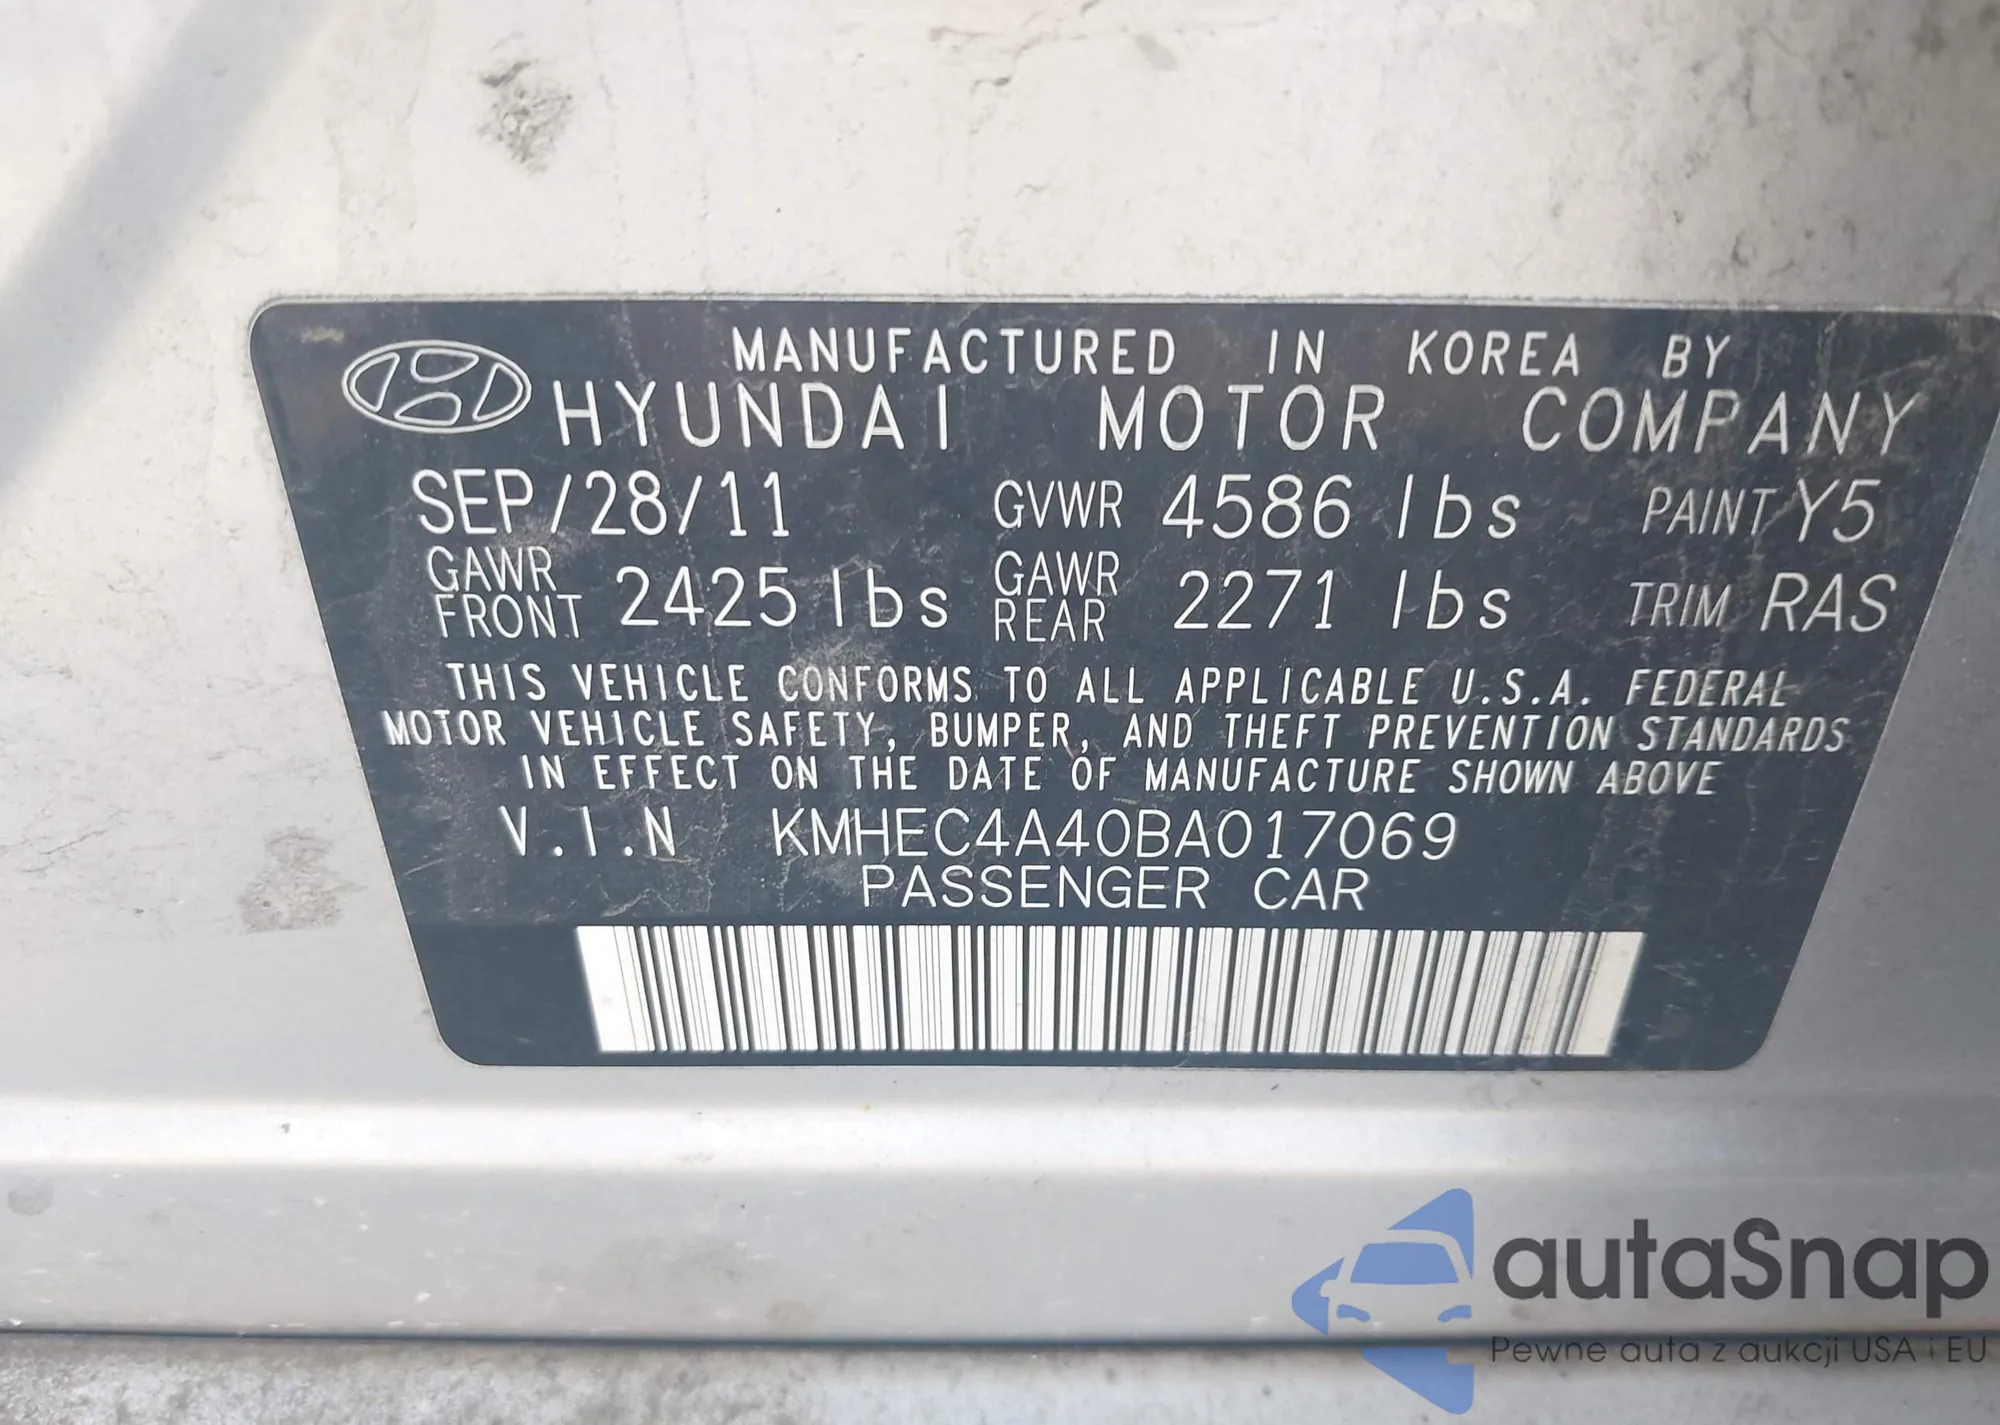 MANUFACTURED IN KOREA BY
HYUNDAI MOTOR COMPANY
SEP/28/11 GVWR 4586 lbs PAINT Y5
GAWR FRONT 2425 lbs GAWR REAR 2271 lbs TRIM RAS
THIS VEHICLE CONFORMS TO ALL APPLICABLE U.S.A. FEDERAL
MOTOR VEHICLE SAFETY, BUMPER, AND THEFT PREVENTION STANDARDS
IN EFFECT ON THE DATE OF MANUFACTURE SHOWN ABOVE
V.I.N KMHEC4A40BA017069
PASSENGER CAR
autaSnap
Pewne auta z aukcji USA i EU